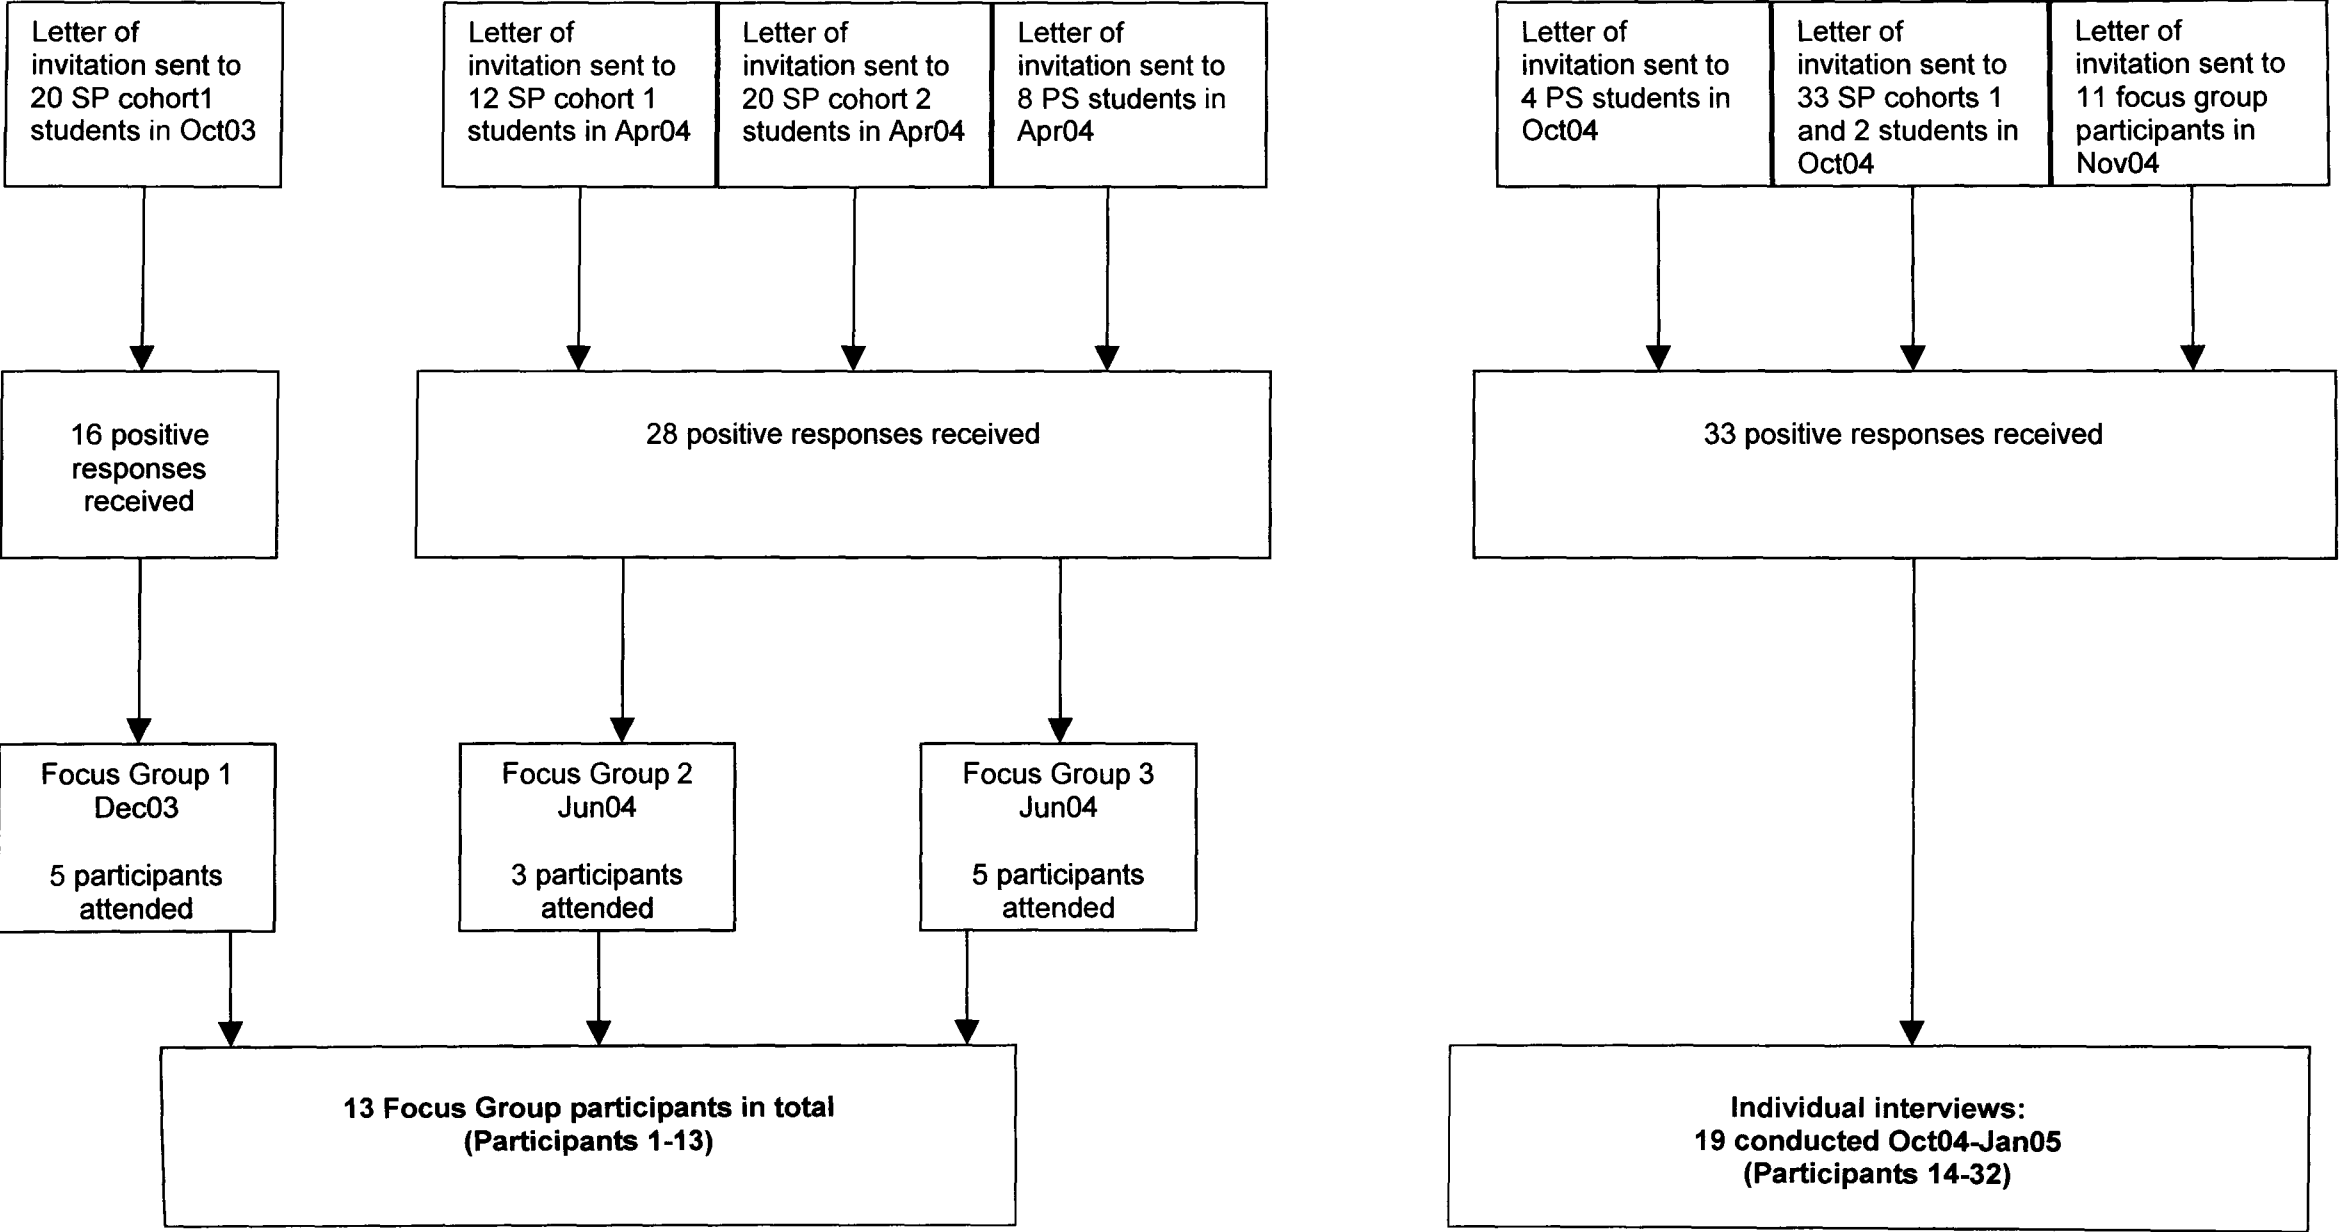 Letter of
invitation sent to
20 SP cohort1
students in Oct03
Letter of
invitation sent to
12 SP cohort 1
students in Apr04
Letter of
invitation sent to
20 SP cohort 2
students in Apr04
Letter of
invitation sent to
8 PS students in
Apr04
Letter of
invitation sent to
4 PS students in
Oct04
Letter of
invitation sent to
33 SP cohorts 1
and 2 students in
Oct04
Letter of
invitation sent to
11 focus group
participants in
Nov04
16 positive
responses
received
28 positive responses received
33 positive responses received
Focus Group 1
Dec03
5 participants
attended
Focus Group 2
Jun04
3 participants
attended
Focus Group 3
Jun04
5 participants
attended
13 Focus Group participants in total
(Participants 1-13)
Individual interviews:
19 conducted Oct04-Jan05
(Participants 14-32)